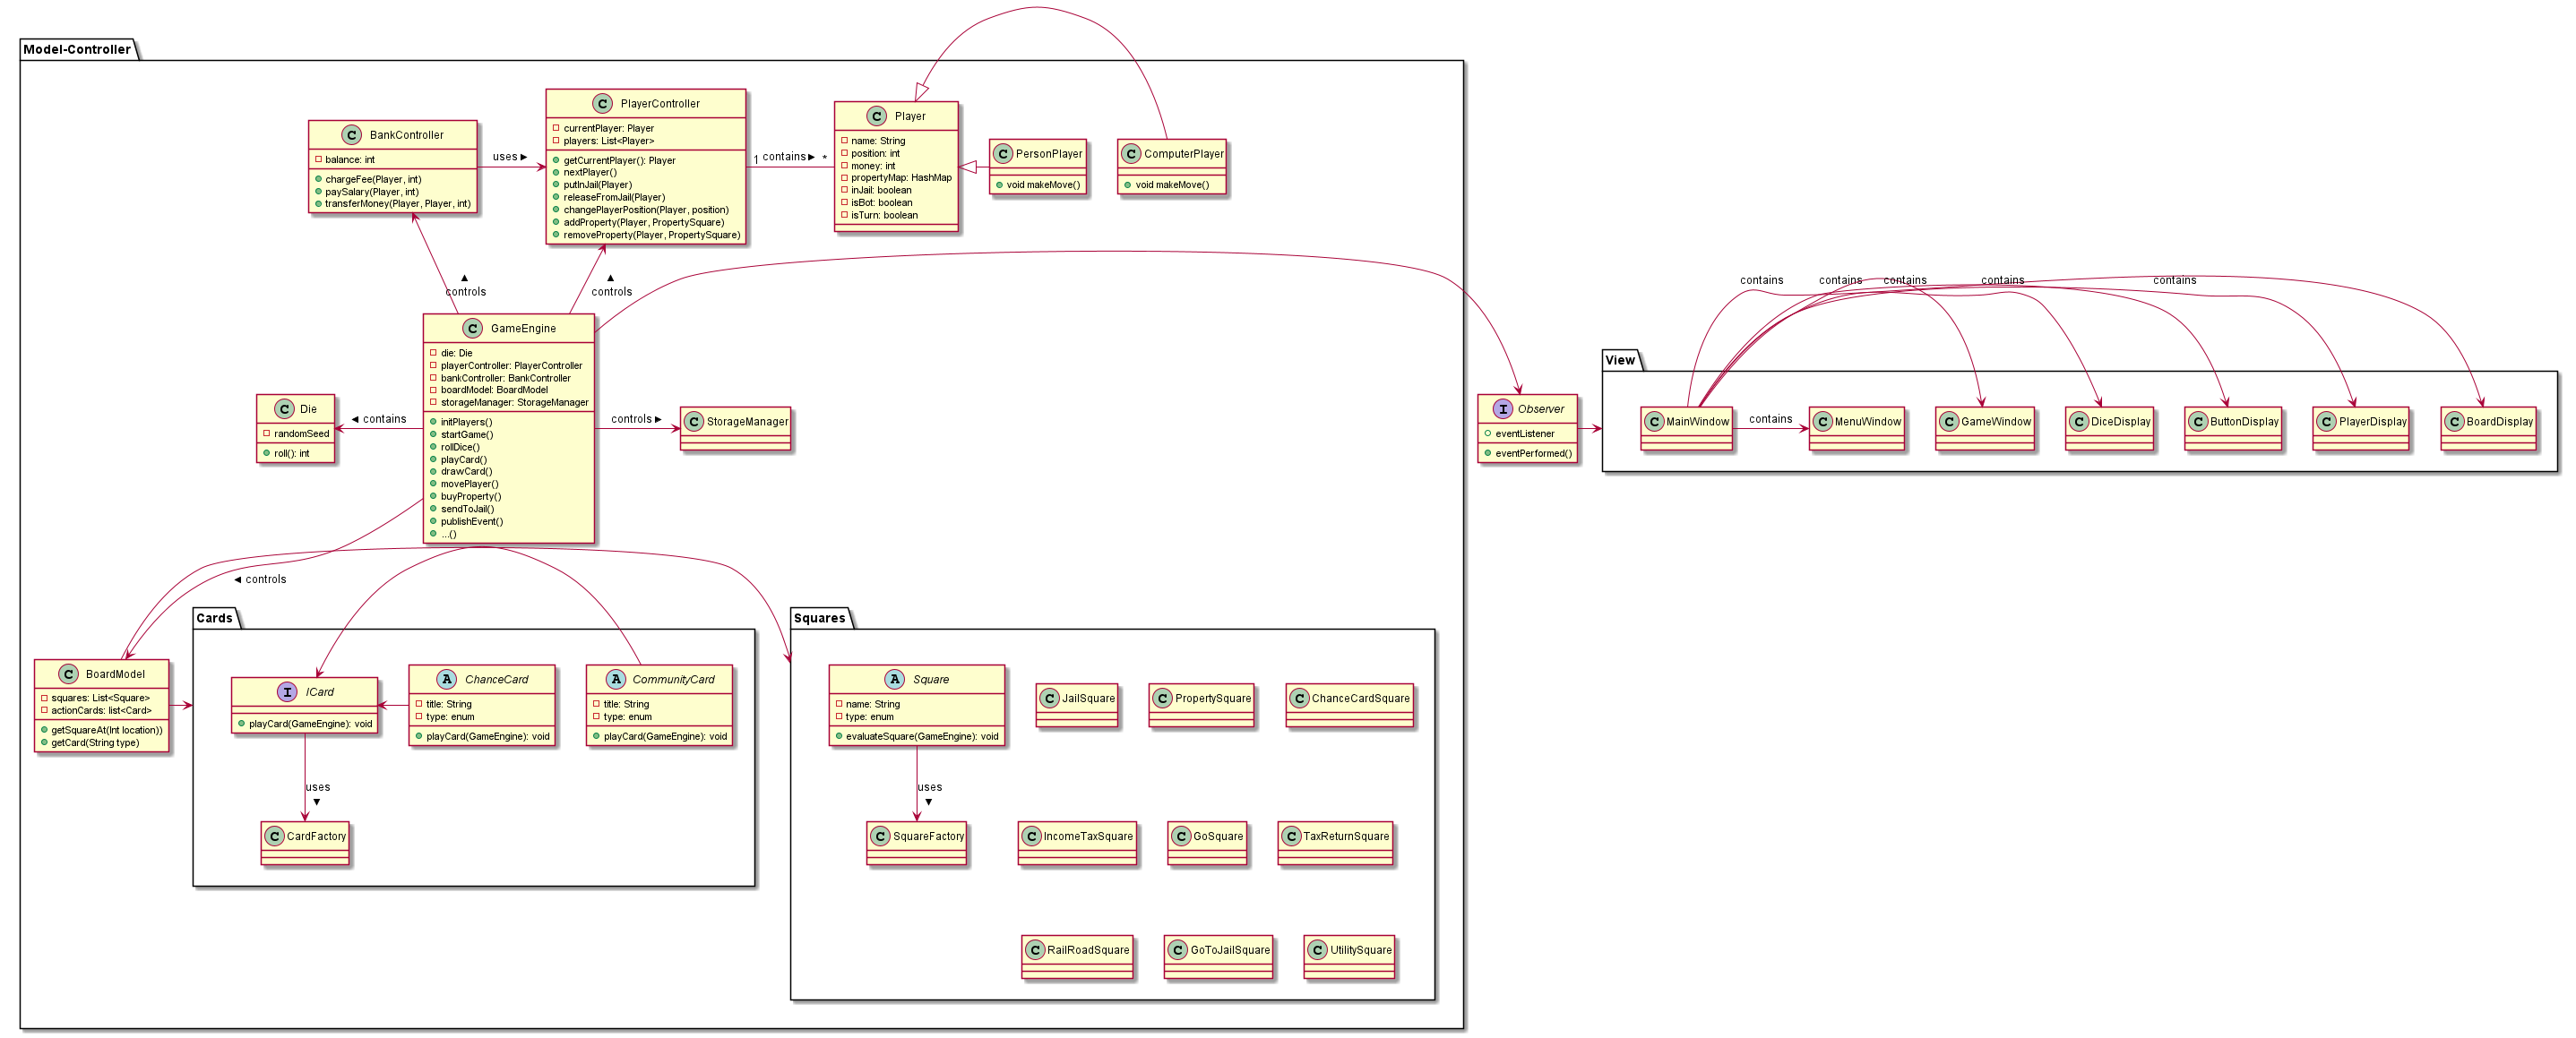 Model-Controller
C BankController
balance: int
chargeFee(Player, int)
paySalary(Player, int)
transferMoney(Player, Player, int)
uses ►
C PlayerController
currentPlayer: Player
players: List<Player>
getCurrentPlayer(): Player
nextPlayer()
putInJail(Player)
releaseFromJail(Player)
changePlayerPosition(Player, position)
addProperty(Player, PropertySquare)
removeProperty(Player, PropertySquare)
1 contains ► *
C Player
name: String
position: int
money: int
propertyMap: HashMap
inJail: boolean
isBot: boolean
isTurn: boolean
C PersonPlayer
void makeMove()
C ComputerPlayer
void makeMove()
▲
controls
▲
controls
C GameEngine
die: Die
playerController: PlayerController
bankController: BankController
boardModel: BoardModel
storageManager: StorageManager
initPlayers()
startGame()
rollDice()
playCard()
drawCard()
movePlayer()
buyProperty()
sendToJail()
publishEvent()
...()
C Die
randomSeed
roll(): int
◄ contains
controls ►
C StorageManager
I Observer
eventListener
eventPerformed()
contains
contains
contains
contains
contains
View
C MainWindow
contains
C MenuWindow
C GameWindow
C DiceDisplay
C ButtonDisplay
C PlayerDisplay
C BoardDisplay
◄ controls
C BoardModel
squares: List<Square>
actionCards: list<Card>
getSquareAt(Int location))
getCard(String type)
Cards
I ICard
playCard(GameEngine): void
A ChanceCard
title: String
type: enum
playCard(GameEngine): void
A CommunityCard
title: String
type: enum
playCard(GameEngine): void
uses
▼
C CardFactory
Squares
A Square
name: String
type: enum
evaluateSquare(GameEngine): void
C JailSquare
C PropertySquare
C ChanceCardSquare
uses
▼
C SquareFactory
C IncomeTaxSquare
C GoSquare
C TaxReturnSquare
C RailRoadSquare
C GoToJailSquare
C UtilitySquare